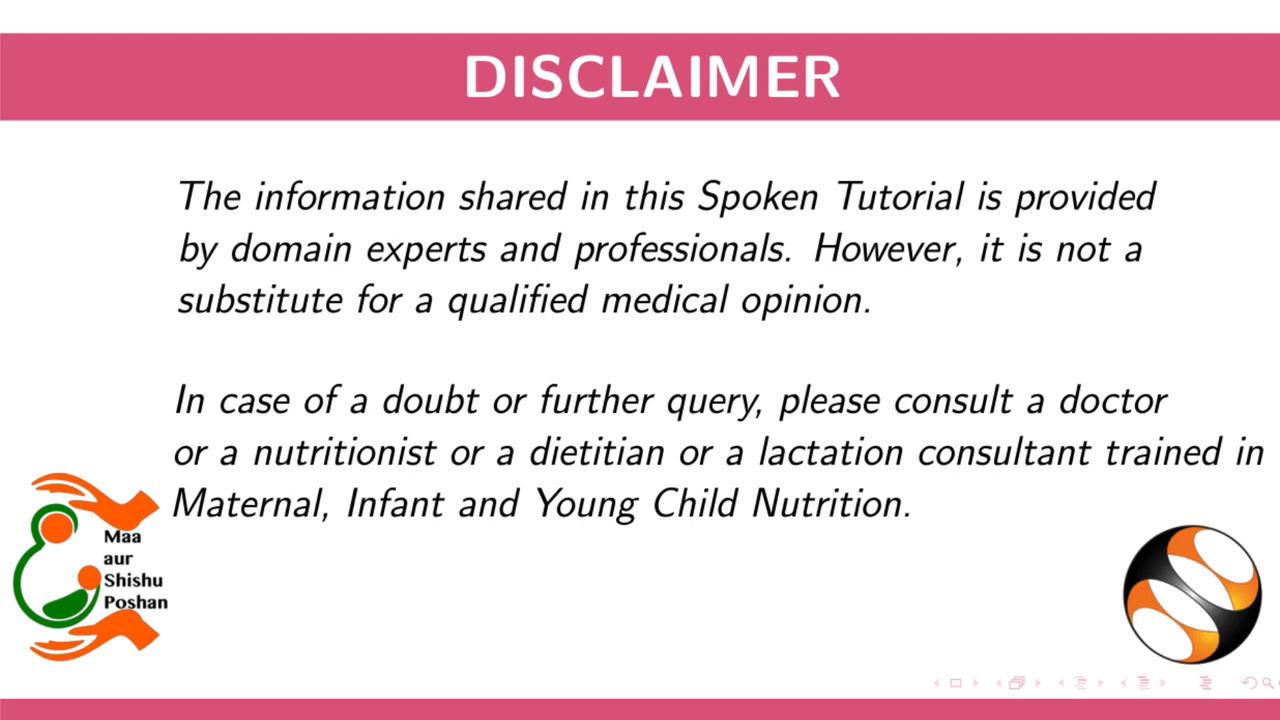 DISCLAIMER
The information shared in this Spoken Tutorial is provided
by domain experts and professionals. However, it is not a
substitute for a qualified medical opinion.
In case of a doubt or further query, please consult a doctor
or a nutritionist or a dietitian or a lactation consultant trained in
Maternal, Infant and Young Child Nutrition.
Maa
aur
Shishu
Poshan